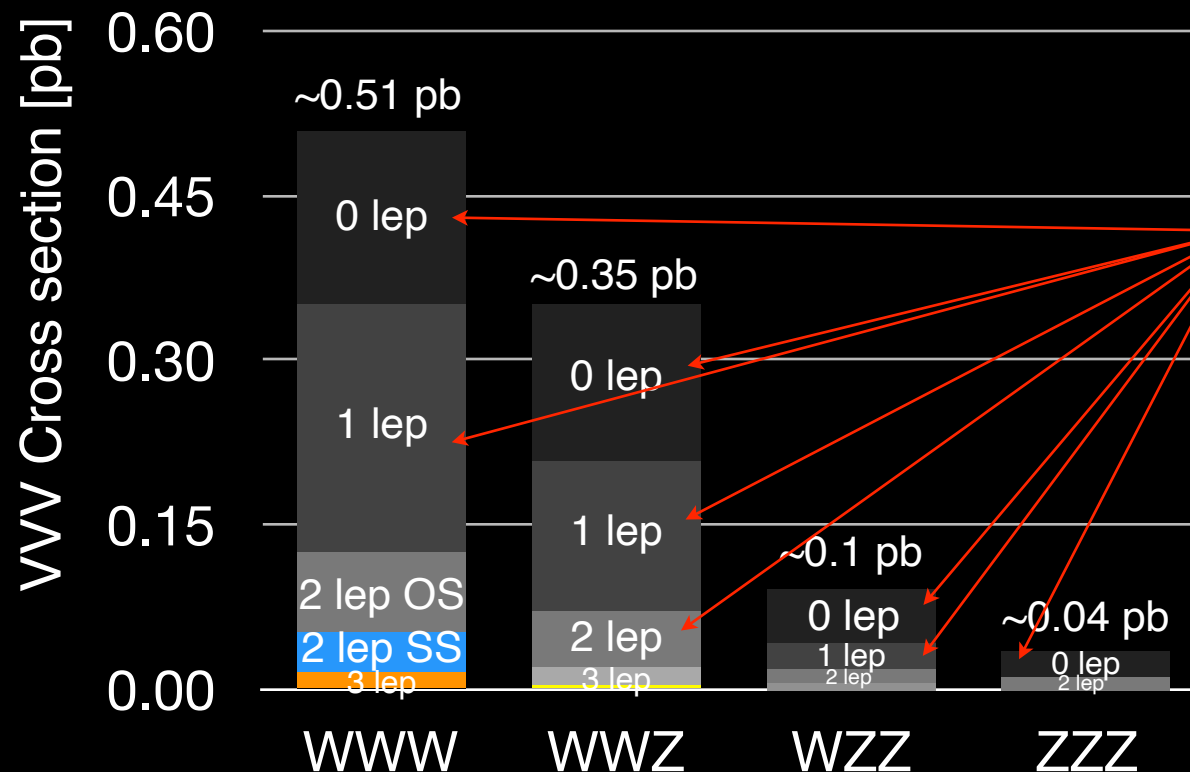 VVV Cross section [pb]
0.60
0.45
0.30
0.15
0.00
~0.51 pb
0 lep
1 lep
2 lep OS
2 lep SS
3 lep
~0.35 pb
0 lep
1 lep
2 lep
3 lep
~0.1 pb
0 lep
1 lep
2 lep
~0.04 pb
0 lep
2 lep
WWW
WWZ
WZZ
ZZZ